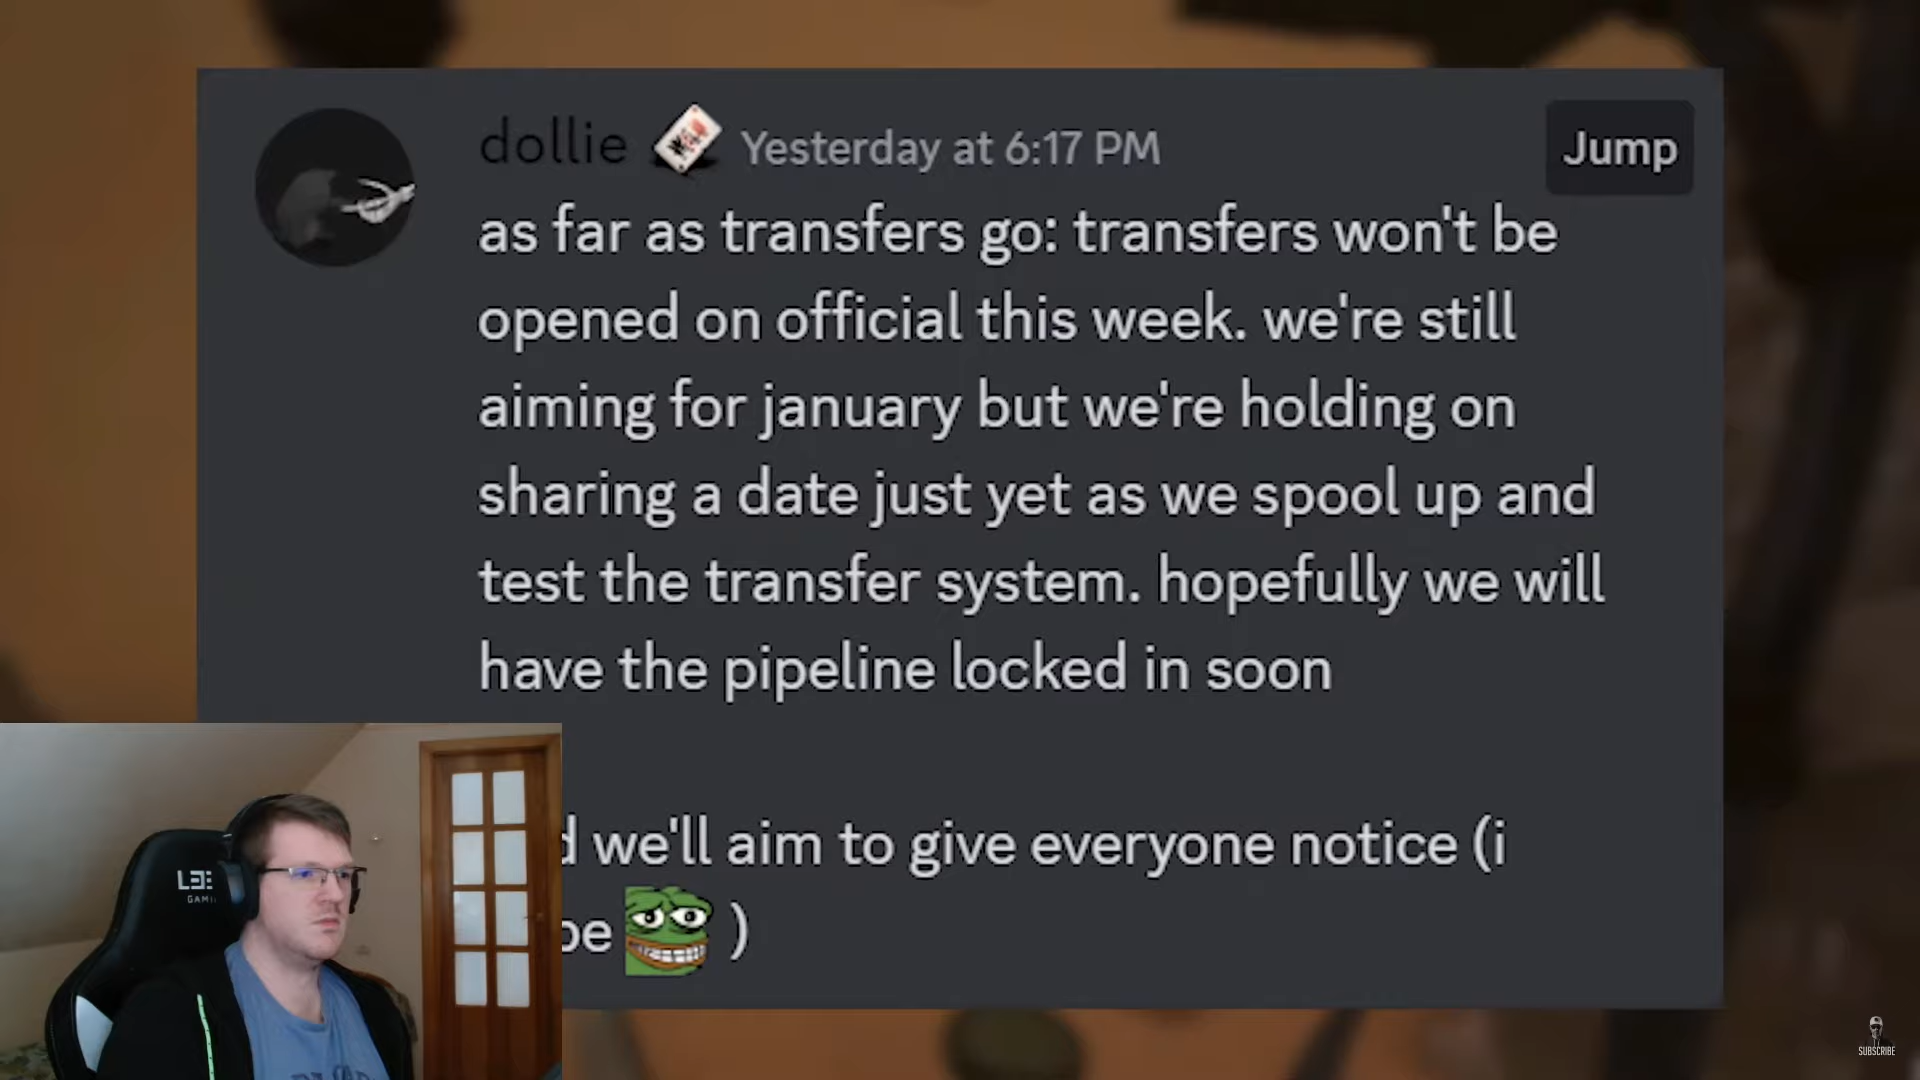 dollie Yesterday at 6:17 PM
Jump
as far as transfers go: transfers won't be
opened on official this week. we're still
aiming for january but we're holding on
sharing a date just yet as we spool up and
test the transfer system. hopefully we will
have the pipeline locked in soon
we'll aim to give everyone notice (i
)
GAMI
SUBSCRIBE